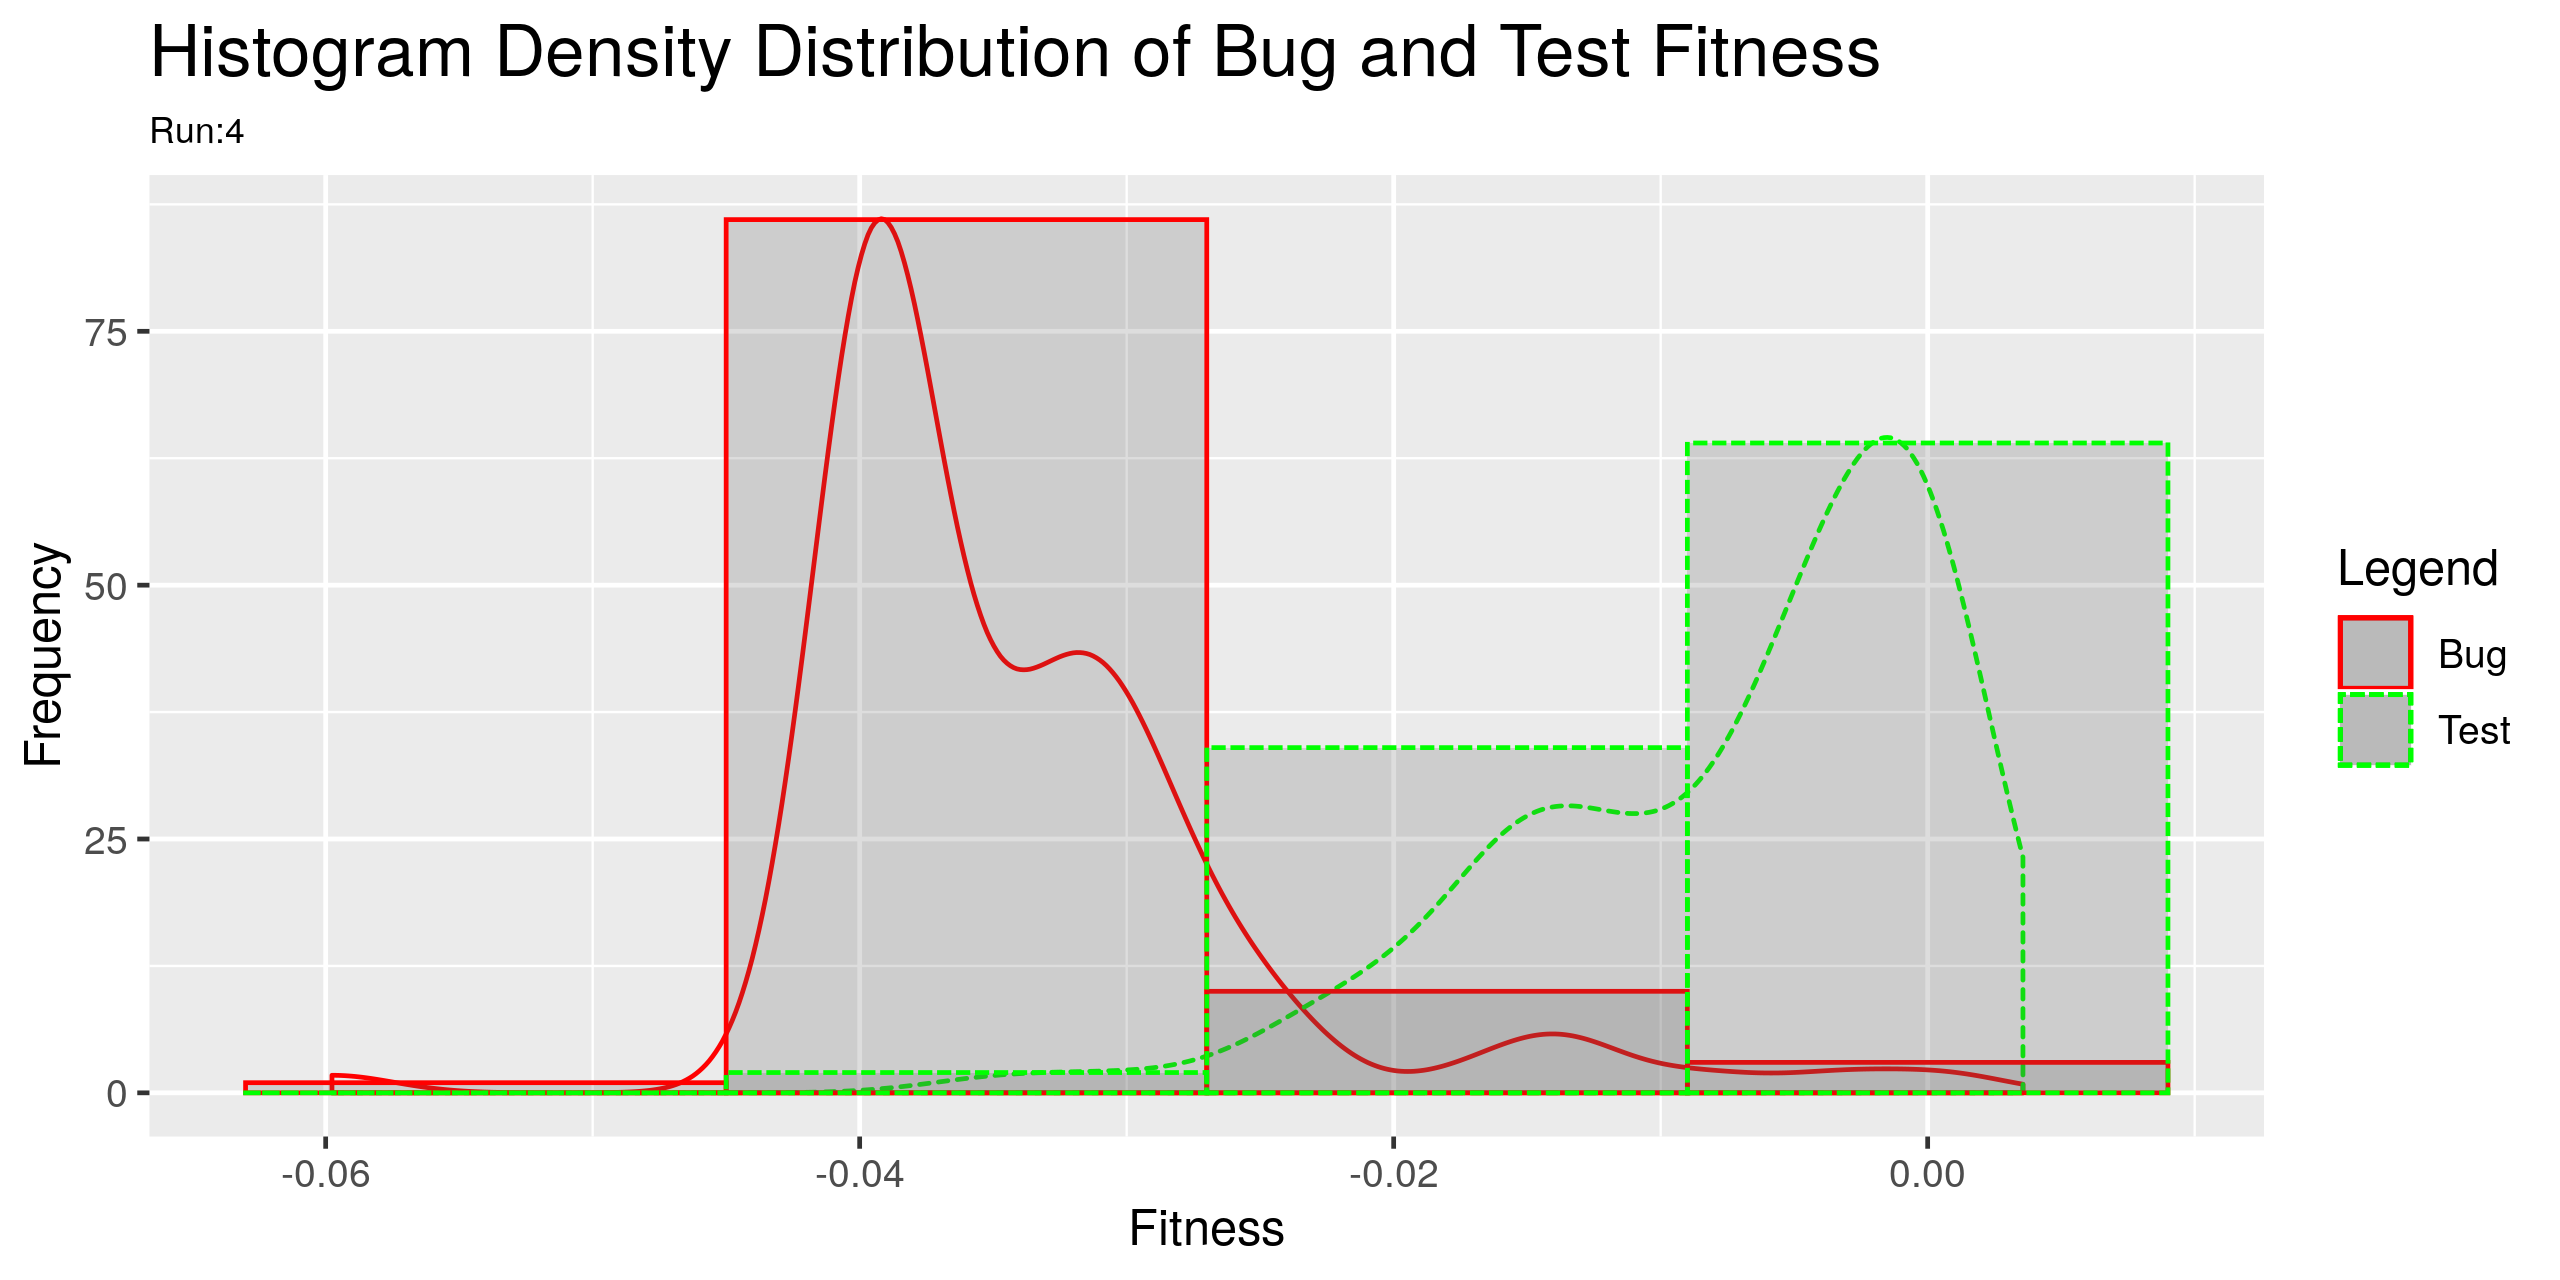 Histogram Density Distribution of Bug and Test Fitness
Run:4
Frequency
75
50
25
0
-0.06
-0.04
-0.02
0.00
Fitness
Legend
Bug
Test